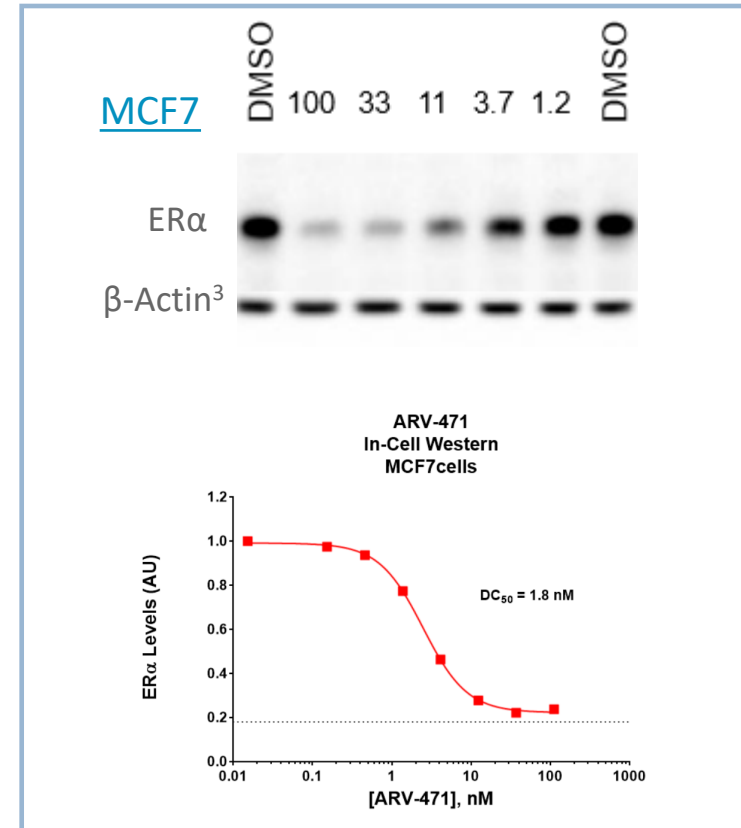 MCF7 DMSO 100 33 11 3.7 1.2 DMSO
ERα
β-Actin³
ARV-471
In-Cell Western
MCF7cells
1.2
1.0
0.8
0.6
0.4
0.2
0.0
ERα Levels (AU)
DC₅₀ = 1.8 nM
0.01 0.1 1 10 100 1000
[ARV-471], nM